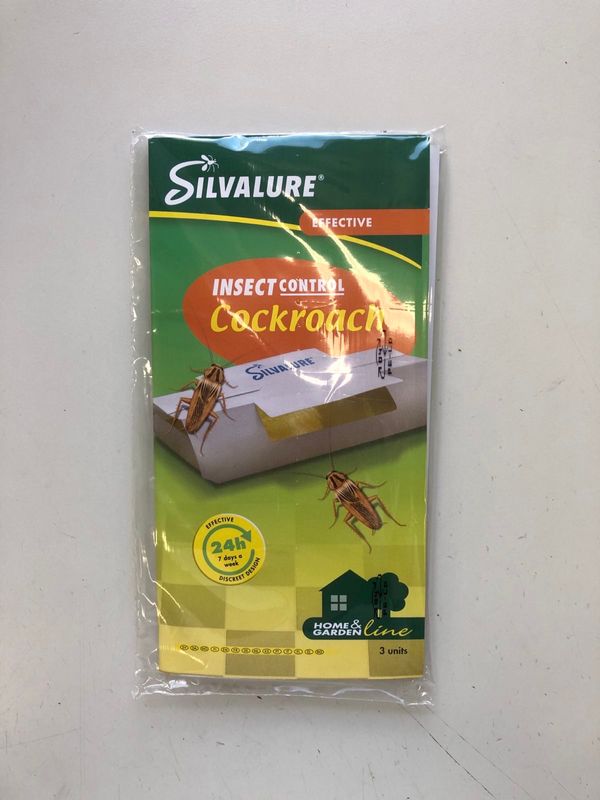 SILVALURE®
EFFECTIVE
INSECT CONTROL
Cockroach
SILVALURE
EFFECTIVE
24h
7 days a
week
DISCREET DESIGN
HOME &
GARDEN line
3 units